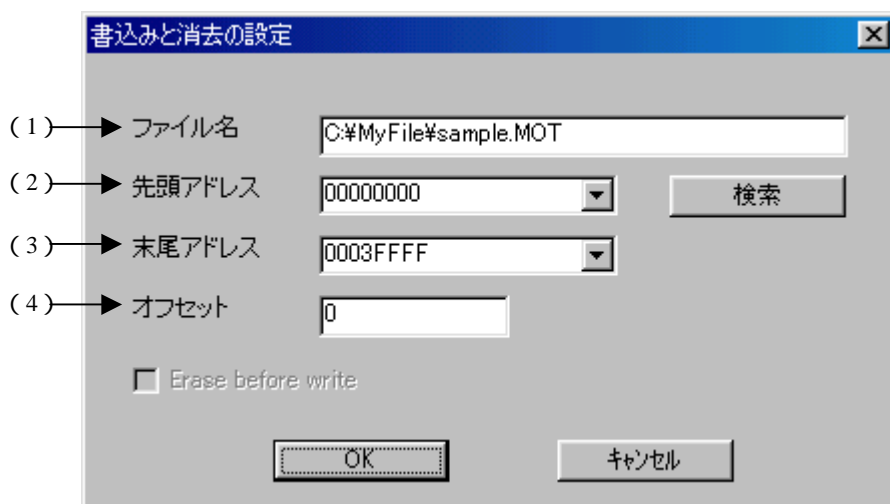 書込みと消去の設定
(1) ファイル名 C:¥MyFile¥sample.MOT
(2) 先頭アドレス 00000000 検索
(3) 末尾アドレス 0003FFFF
(4) オフセット 0
Erase before write
OK キャンセル